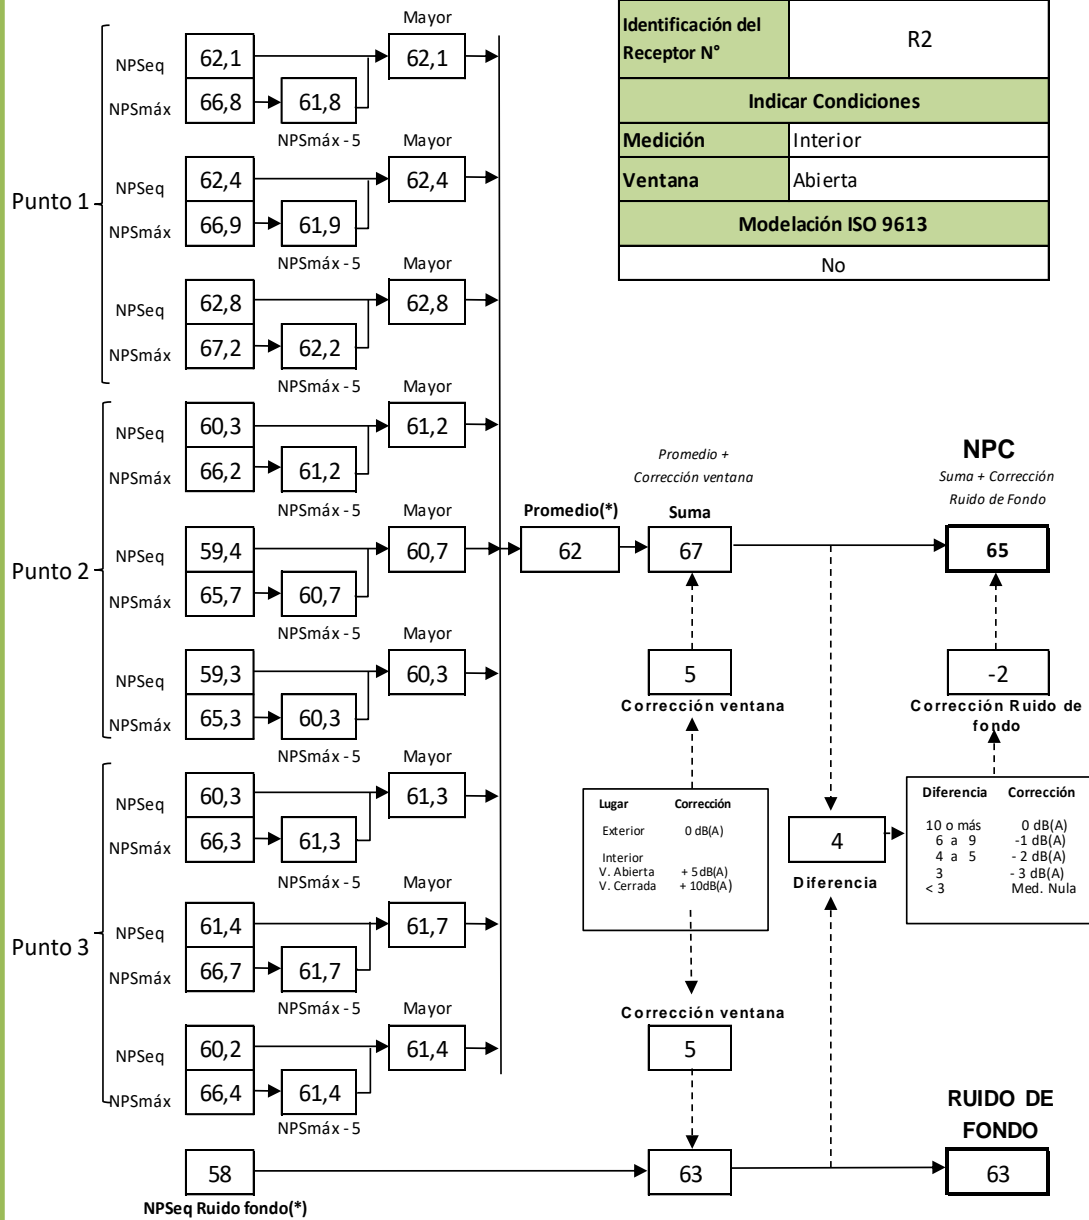 Identificación del Receptor N°
R2
Indicar Condiciones
Medición Interior
Ventana Abierta
Modelación ISO 9613
No
Punto 1
Mayor
NPSeq 62,1 62,1
NPSmáx 66,8 61,8
NPSmáx - 5
Mayor
NPSeq 62,4 62,4
NPSmáx 66,9 61,9
NPSmáx - 5
Mayor
NPSeq 62,8 62,8
NPSmáx 67,2 62,2
NPSmáx - 5
Punto 2
Mayor
NPSeq 60,3 61,2
NPSmáx 66,2 61,2
NPSmáx - 5
Mayor
NPSeq 59,4 60,7
NPSmáx 65,7 60,7
NPSmáx - 5
Mayor
NPSeq 59,3 60,3
NPSmáx 65,3 60,3
NPSmáx - 5
Punto 3
Mayor
NPSeq 60,3 61,3
NPSmáx 66,3 61,3
NPSmáx - 5
Mayor
NPSeq 61,4 61,7
NPSmáx 66,7 61,7
NPSmáx - 5
Mayor
NPSeq 60,2 61,4
NPSmáx 66,4 61,4
NPSmáx - 5
58
NPSeq Ruido fondo(*)
Promedio(*)
62
Promedio +
Corrección ventana
Suma
67
5
Corrección ventana
Lugar Corrección
Exterior 0 dB(A)
Interior
V. Abierta + 5dB(A)
V. Cerrada + 10dB(A)
Corrección ventana
5
63
4
Diferencia
NPC
Suma + Corrección
Ruido de Fondo
65
-2
Corrección Ruido de
fondo
Diferencia Corrección
10 o más 0 dB(A)
6 a 9 -1 dB(A)
4 a 5 - 2 dB(A)
3 - 3 dB(A)
< 3 Med. Nula
RUIDO DE
FONDO
63